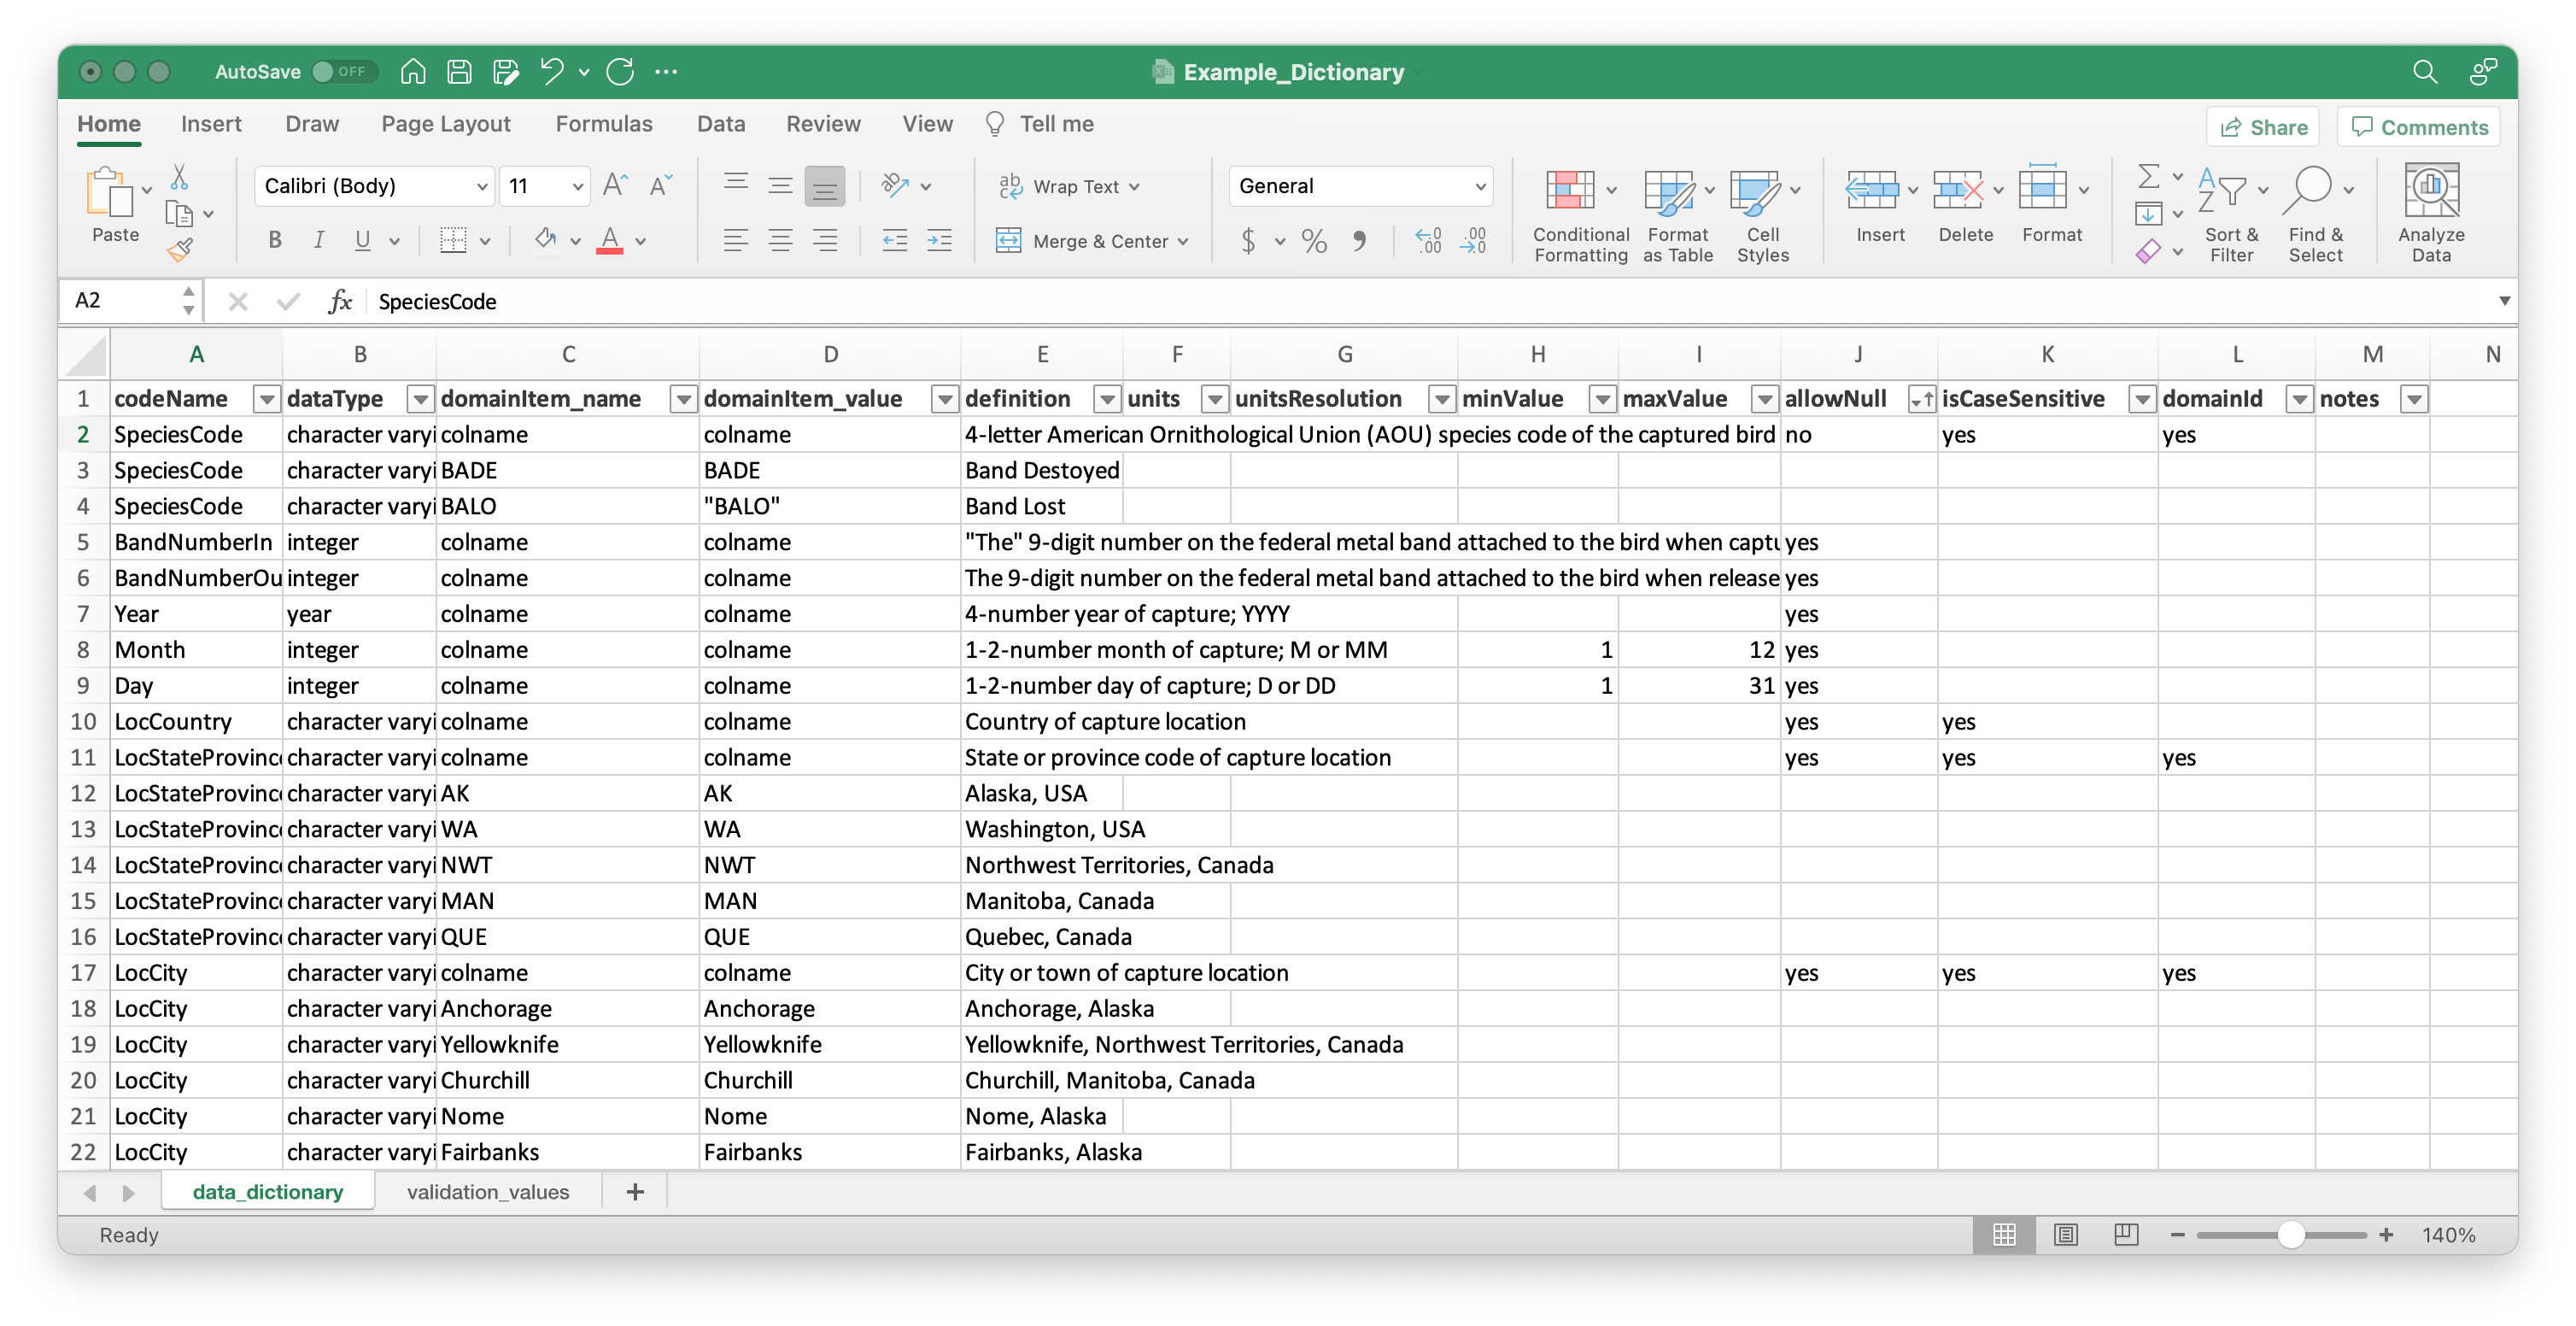 AutoSave OFF Example_Dictionary
Home Insert Draw Page Layout Formulas Data Review View Tell me Share Comments
Paste Calibri (Body) 11 A^ A˅ Wrap Text General Conditional Formatting Format as Table Cell Styles Insert Delete Format Sort & Filter Find & Select Analyze Data
B I U A Merge & Center $ % 9 ←0 .00 .00 →0
A2 fx SpeciesCode
A B C D E F G H I J K L M N
1 codeName dataType domainItem_name domainItem_value definition units unitsResolution minValue maxValue allowNull isCaseSensitive domainId notes
2 SpeciesCode character varyi colname colname 4-letter American Ornithological Union (AOU) species code of the captured bird no yes yes
3 SpeciesCode character varyi BADE BADE Band Destoyed
4 SpeciesCode character varyi BALO "BALO" Band Lost
5 BandNumberIn integer colname colname "The" 9-digit number on the federal metal band attached to the bird when captu yes
6 BandNumberOu integer colname colname The 9-digit number on the federal metal band attached to the bird when release yes
7 Year year colname colname 4-number year of capture; YYYY yes
8 Month integer colname colname 1-2-number month of capture; M or MM 1 12 yes
9 Day integer colname colname 1-2-number day of capture; D or DD 1 31 yes
10 LocCountry character varyi colname colname Country of capture location yes yes
11 LocStateProvinc character varyi colname colname State or province code of capture location yes yes yes
12 LocStateProvinc character varyi AK AK Alaska, USA
13 LocStateProvinc character varyi WA WA Washington, USA
14 LocStateProvinc character varyi NWT NWT Northwest Territories, Canada
15 LocStateProvinc character varyi MAN MAN Manitoba, Canada
16 LocStateProvinc character varyi QUE QUE Quebec, Canada
17 LocCity character varyi colname colname City or town of capture location yes yes yes
18 LocCity character varyi Anchorage Anchorage Anchorage, Alaska
19 LocCity character varyi Yellowknife Yellowknife Yellowknife, Northwest Territories, Canada
20 LocCity character varyi Churchill Churchill Churchill, Manitoba, Canada
21 LocCity character varyi Nome Nome Nome, Alaska
22 LocCity character varyi Fairbanks Fairbanks Fairbanks, Alaska
data_dictionary validation_values +
Ready 140%